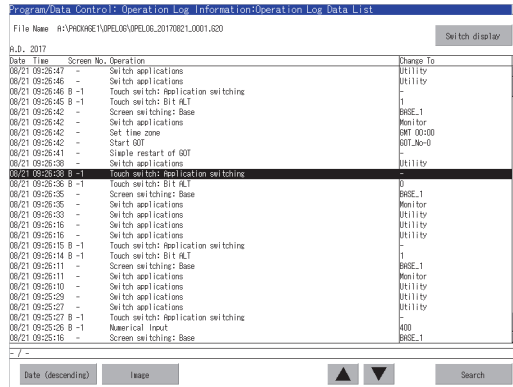 Program/Data Control: Operation Log Information:Operation Log Data List
File Name A:\PACKAGE1\OPELOG\OPELOG_20170821_0001.G2O
Switch display
A.D. 2017
Date Time Screen No. Operation Change To
08/21 09:26:47 - Switch applications Utility
08/21 09:26:46 - Switch applications Utility
08/21 09:26:46 B -1 Touch switch: Application switching -
08/21 09:26:45 B -1 Touch switch: Bit ALT 1
08/21 09:26:42 - Screen switching: Base BASE_1
08/21 09:26:42 - Switch applications Monitor
08/21 09:26:42 - Set time zone GMT 00:00
08/21 09:26:42 - Start GOT GOT_No-0
08/21 09:26:41 - Simple restart of GOT -
08/21 09:26:38 - Switch applications Utility
08/21 09:26:38 B -1 Touch switch: Application switching -
08/21 09:26:36 B -1 Touch switch: Bit ALT 0
08/21 09:26:35 - Screen switching: Base BASE_1
08/21 09:26:35 - Switch applications Monitor
08/21 09:26:33 - Switch applications Utility
08/21 09:26:16 - Switch applications Utility
08/21 09:26:16 - Switch applications Utility
08/21 09:26:15 B -1 Touch switch: Application switching -
08/21 09:26:14 B -1 Touch switch: Bit ALT 1
08/21 09:26:11 - Screen switching: Base BASE_1
08/21 09:26:11 - Switch applications Monitor
08/21 09:26:10 - Switch applications Utility
08/21 09:25:29 - Switch applications Utility
08/21 09:25:27 - Switch applications Utility
08/21 09:25:27 B -1 Touch switch: Application switching -
08/21 09:25:26 B -1 Numerical Input 400
08/21 09:25:16 - Screen switching: Base BASE_1
- / -
Date (descending) Image Search